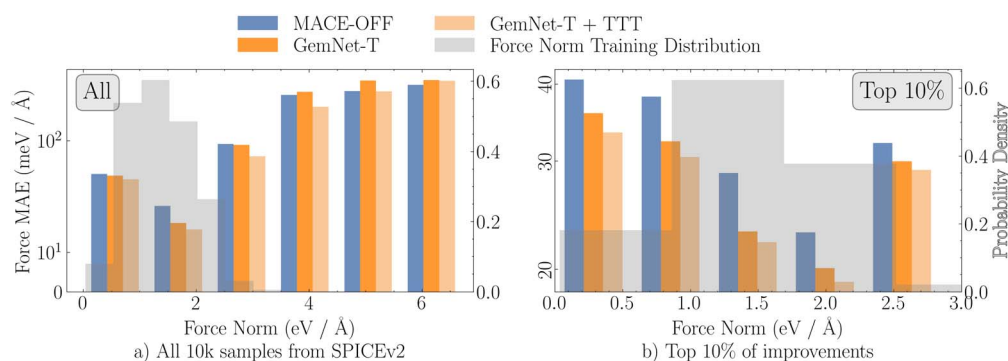 MACE-OFF
GemNet-T
GemNet-T + TTT
Force Norm Training Distribution
All
Force MAE (meV / Å)
10²
10¹
0
0.6
0.4
0.2
0.0
0 2 4 6
Force Norm (eV / Å)
a) All 10k samples from SPICEv2
Top 10%
40
30
20
0.6
0.4
0.2
0.0
Probability Density
0.0 0.5 1.0 1.5 2.0 2.5 3.0
Force Norm (eV / Å)
b) Top 10% of improvements